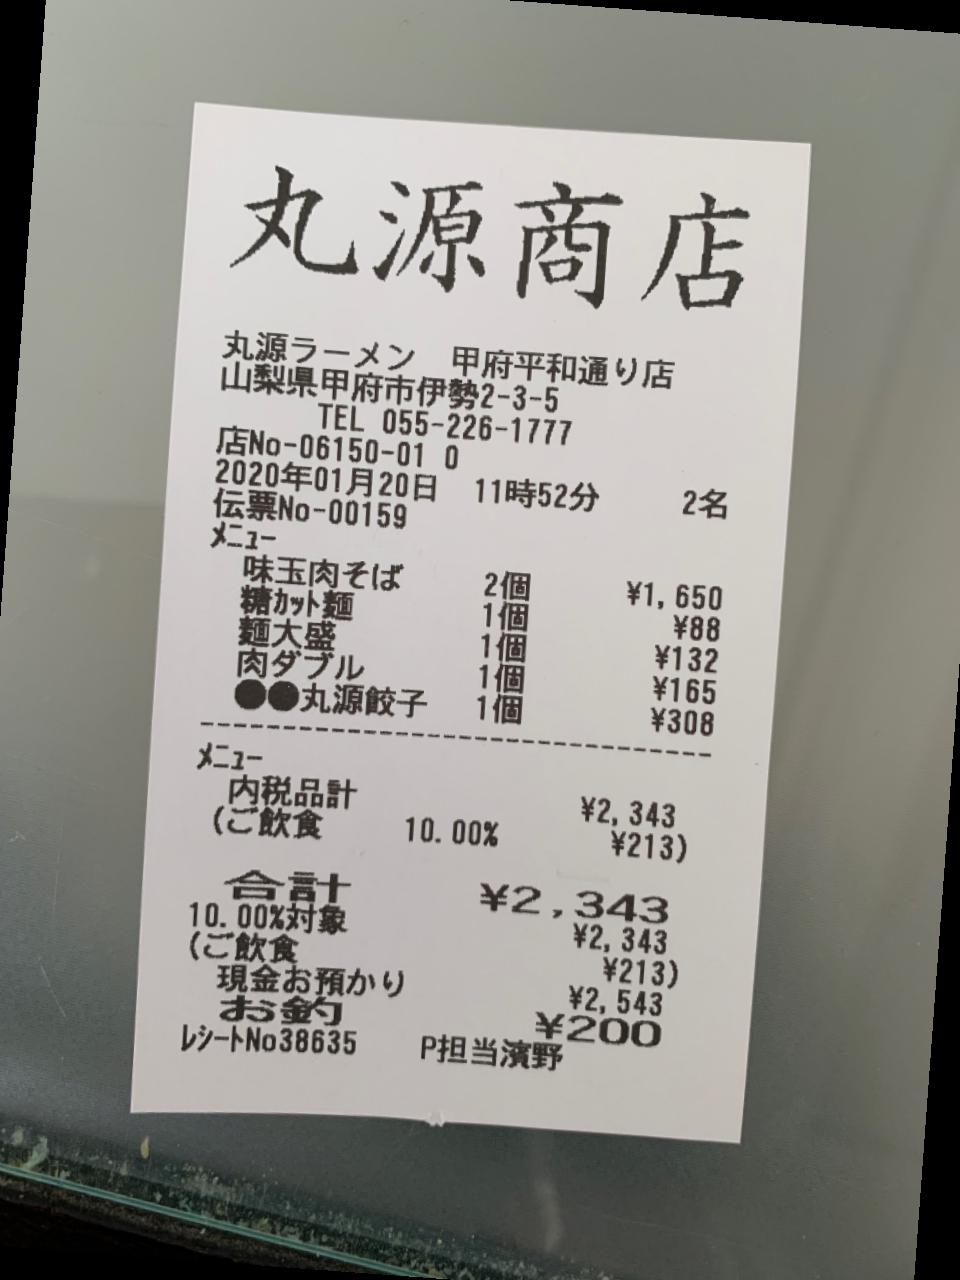 丸源商店
丸源ラーメン 甲府平和通り店
山梨県甲府市伊勢2-3-5
TEL 055-226-1777
店No-06150-01 0
2020年01月20日 11時52分 2名
伝票No-00159
ﾒﾆｭｰ
味玉肉そば 2個 ¥1,650
糖ｶｯﾄ麺 1個 ¥88
麺大盛 1個 ¥132
肉ダブル 1個 ¥165
●●丸源餃子 1個 ¥308
ﾒﾆｭｰ
内税品計 ¥2,343
(ご飲食 10.00% ¥213)
合計 ¥2,343
10.00%対象 ¥2,343
(ご飲食 ¥213)
現金お預かり ¥2,543
お釣 ¥200
ﾚｼｰﾄNo38635 P担当濱野